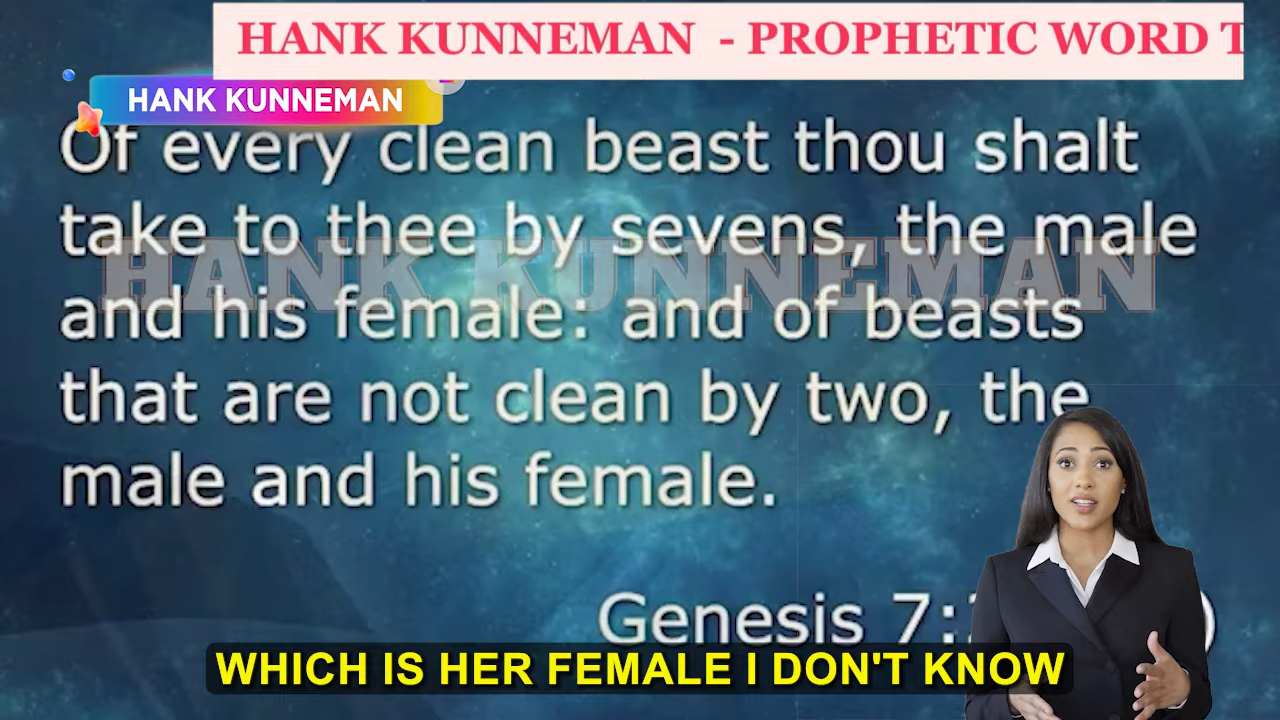 HANK KUNNEMAN - PROPHETIC WORD T
HANK KUNNEMAN
Of every clean beast thou shalt
take to thee by sevens, the male
HANK KUNNEMAN
and his female: and of beasts
that are not clean by two, the
male and his female.
Genesis 7:
WHICH IS HER FEMALE I DON'T KNOW